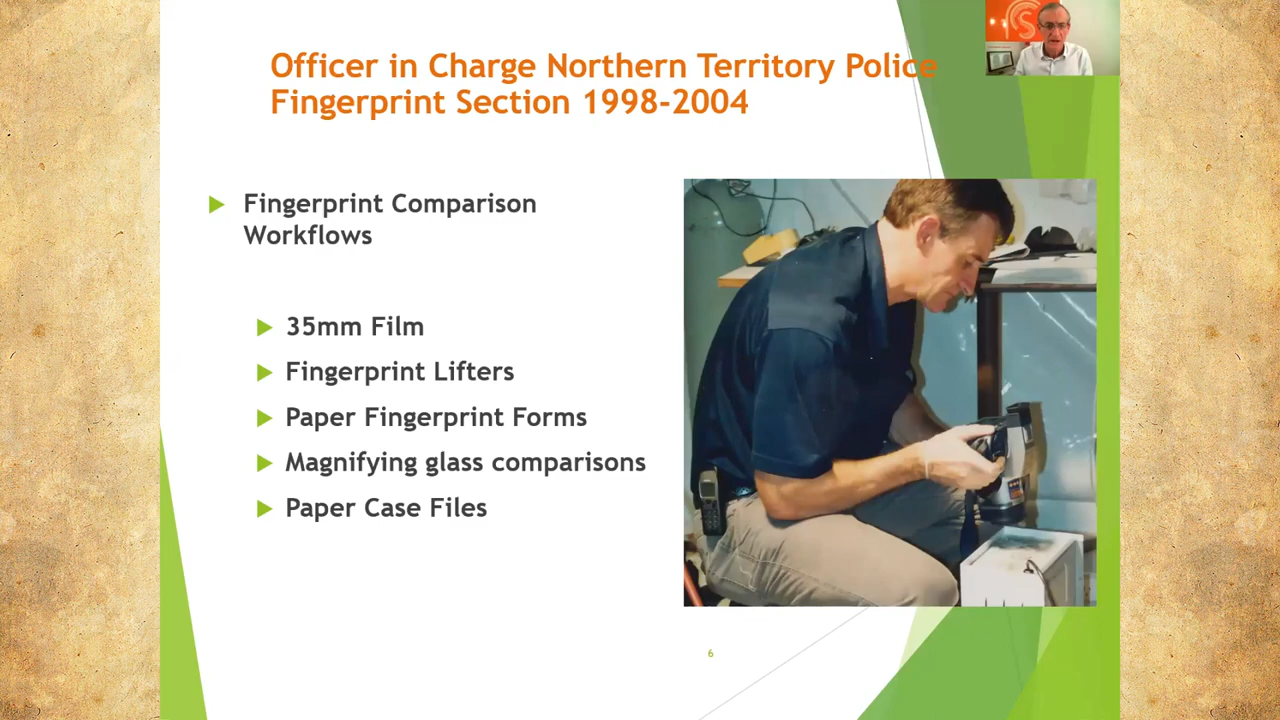 Officer in Charge Northern Territory Police
Fingerprint Section 1998-2004
Fingerprint Comparison
Workflows
35mm Film
Fingerprint Lifters
Paper Fingerprint Forms
Magnifying glass comparisons
Paper Case Files
6